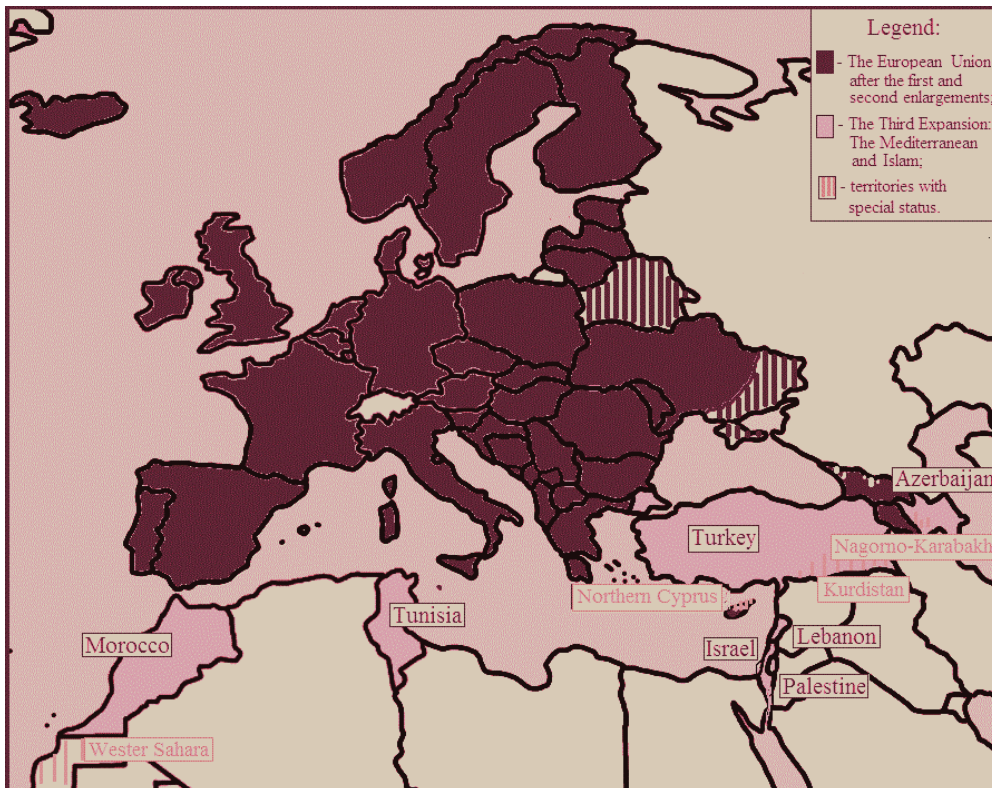 Legend:
- The European Union
after the first and
second enlargements;
- The Third Expansion:
The Mediterranean
and Islam;
- territories with
special status.
Azerbaijan
Turkey
Nagorno-Karabakh
Kurdistan
Northern Cyprus
Tunisia
Morocco
Israel
Lebanon
Palestine
Wester Sahara